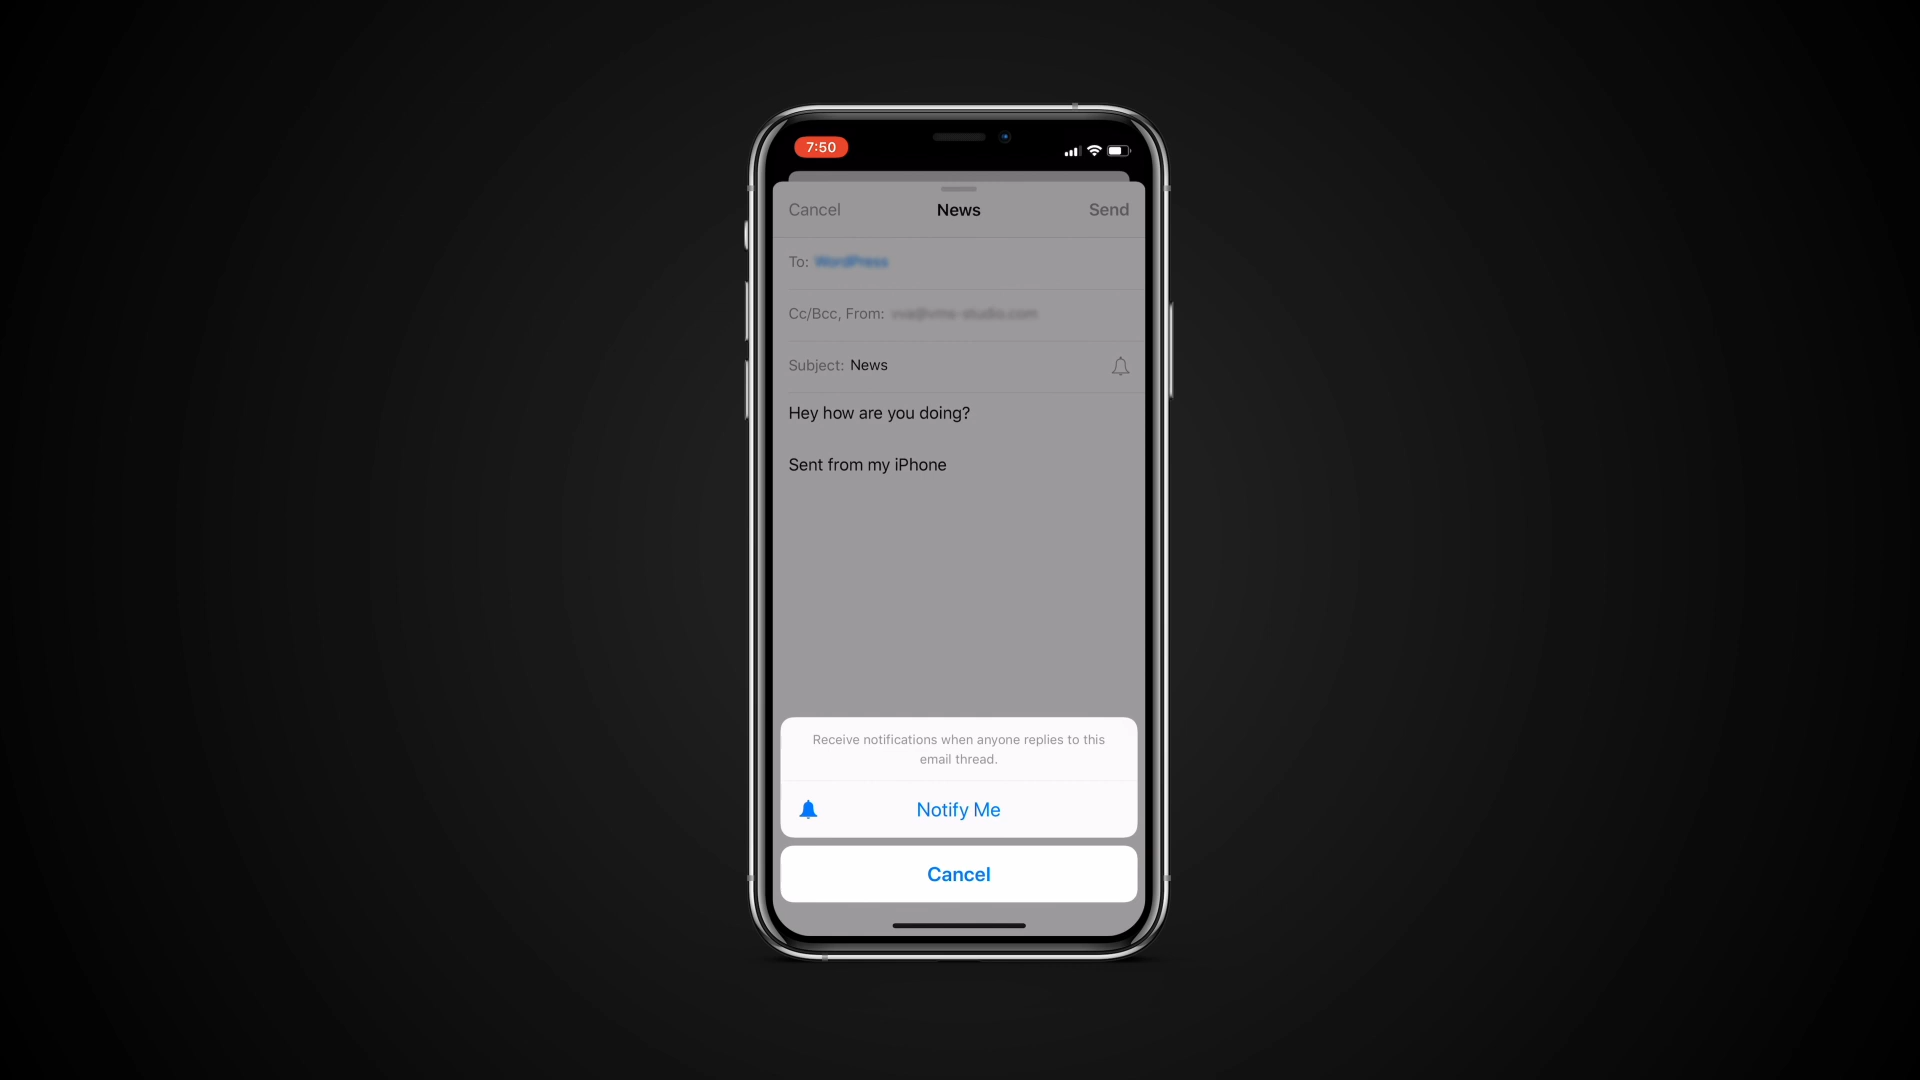 7:50
Cancel News Send
To: WordPress
Cc/Bcc, From:
Subject: News
Hey how are you doing?
Sent from my iPhone
Receive notifications when anyone replies to this
email thread.
Notify Me
Cancel